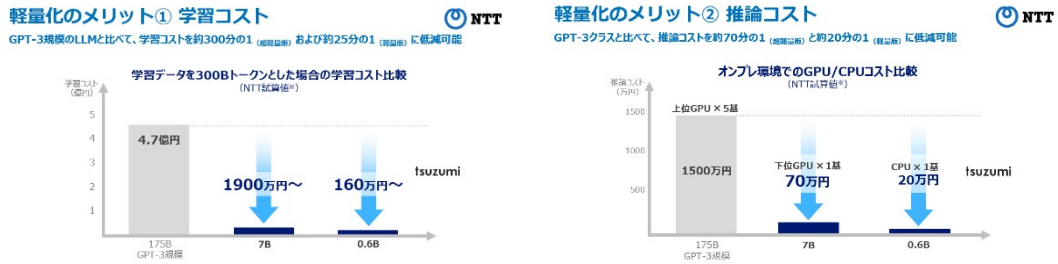 軽量化のメリット① 学習コスト
NTT
GPT-3規模のLLMと比べて、学習コストを約300分の1（超軽量版）および約25分の1（軽量版）に低減可能
学習コスト
（億円）
学習データを300Bトークンとした場合の学習コスト比較
（NTT試算値※）
5
4
3
2
1
4.7億円
1900万円～
160万円～
tsuzumi
175B
GPT-3規模
7B
0.6B
軽量化のメリット② 推論コスト
NTT
GPT-3クラスと比べて、推論コストを約70分の1（超軽量版）と約20分の1（軽量版）に低減可能
推論コスト
（万円）
オンプレ環境でのGPU/CPUコスト比較
（NTT試算値※）
1500
1000
500
上位GPU × 5基
1500万円
下位GPU × 1基
70万円
CPU × 1基
20万円
tsuzumi
175B
GPT-3規模
7B
0.6B